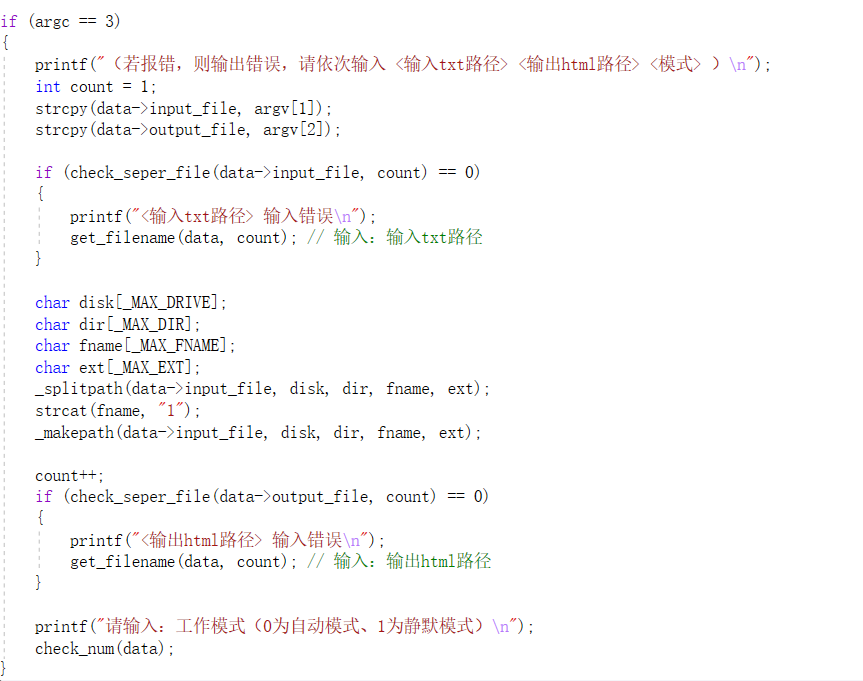 if (argc == 3)
{
printf("（若报错，则输出错误，请依次输入 <输入txt路径> <输出html路径> <模式> ）\n");
int count = 1;
strcpy(data->input_file, argv[1]);
strcpy(data->output_file, argv[2]);
if (check_seper_file(data->input_file, count) == 0)
{
printf("<输入txt路径> 输入错误\n");
get_filename(data, count); // 输入：输入txt路径
}
char disk[_MAX_DRIVE];
char dir[_MAX_DIR];
char fname[_MAX_FNAME];
char ext[_MAX_EXT];
_splitpath(data->input_file, disk, dir, fname, ext);
strcat(fname, "1");
_makepath(data->input_file, disk, dir, fname, ext);
count++;
if (check_seper_file(data->output_file, count) == 0)
{
printf("<输出html路径> 输入错误\n");
get_filename(data, count); // 输入：输出html路径
}
printf("请输入：工作模式（0为自动模式、1为静默模式）\n");
check_num(data);
}